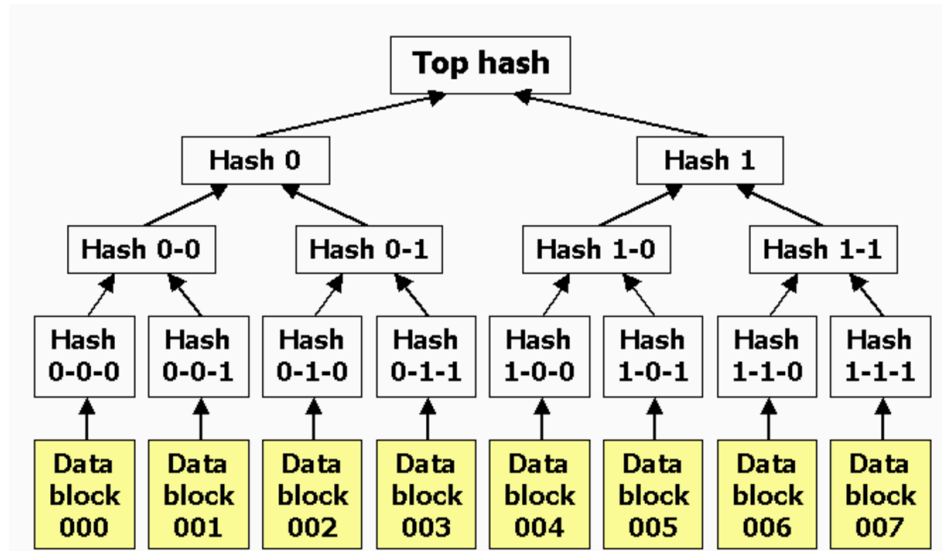 Top hash
Hash 0
Hash 1
Hash 0-0
Hash 0-1
Hash 1-0
Hash 1-1
Hash
0-0-0
Hash
0-0-1
Hash
0-1-0
Hash
0-1-1
Hash
1-0-0
Hash
1-0-1
Hash
1-1-0
Hash
1-1-1
Data
block
000
Data
block
001
Data
block
002
Data
block
003
Data
block
004
Data
block
005
Data
block
006
Data
block
007